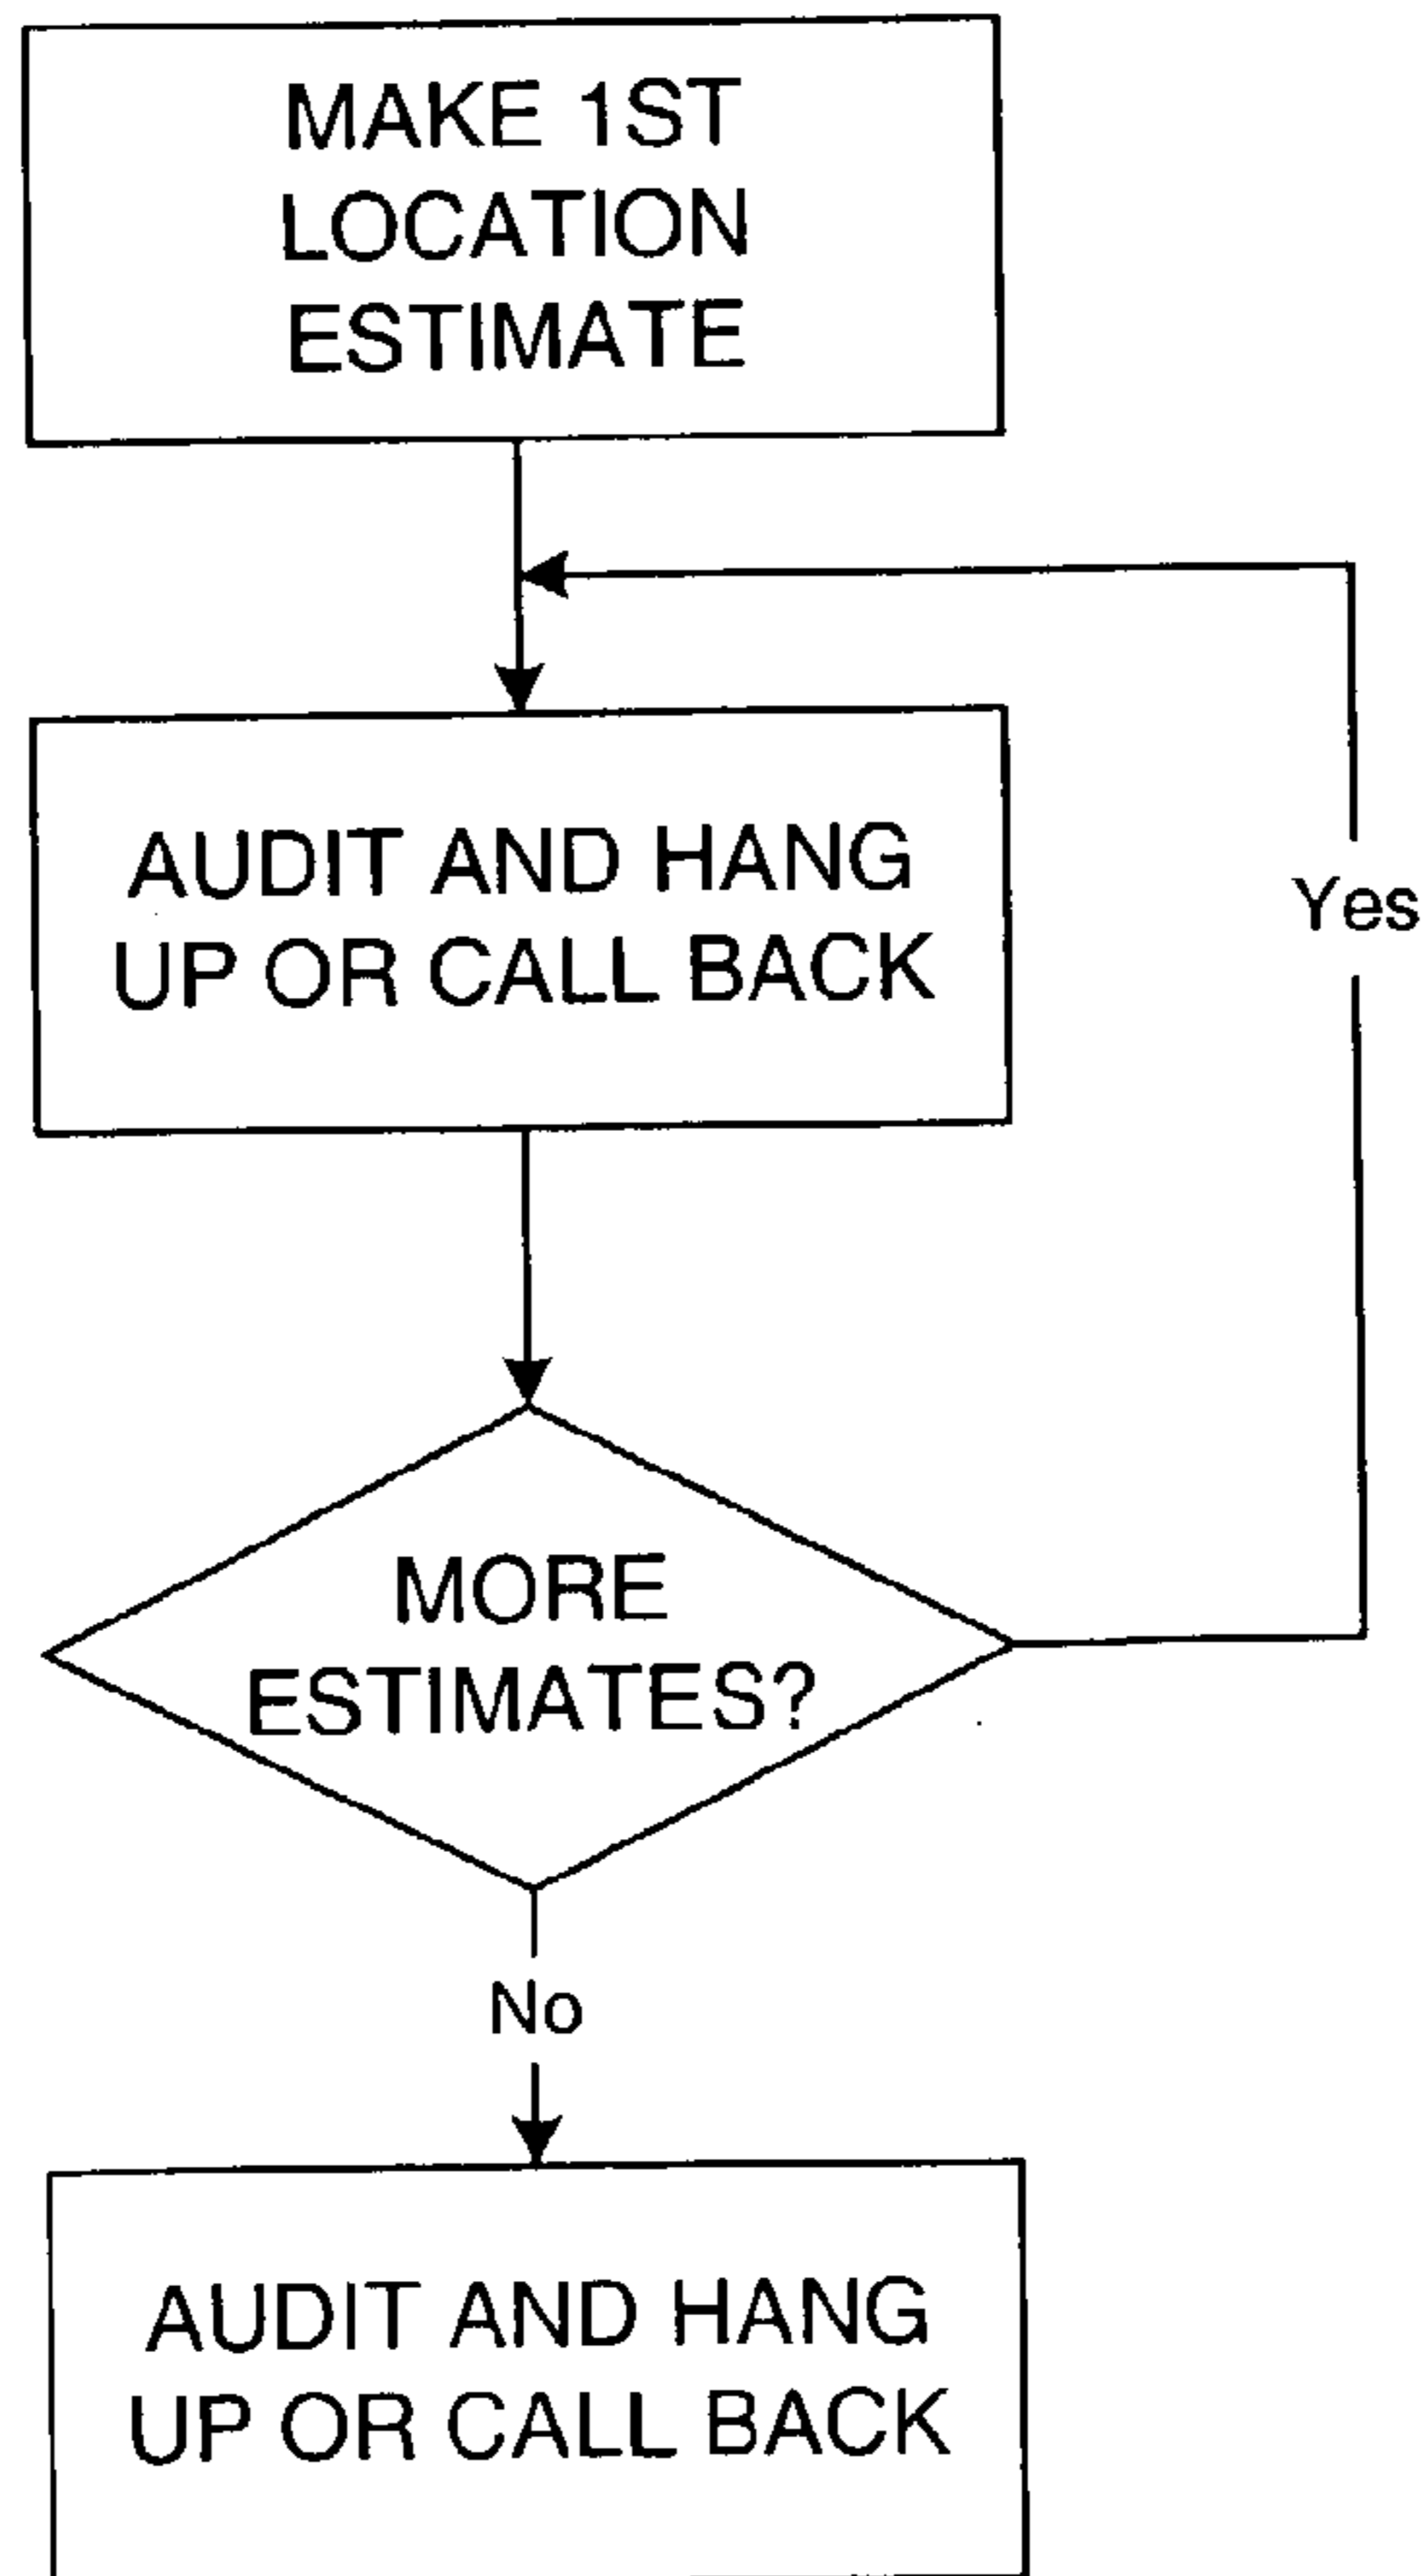 MAKE 1ST
LOCATION
ESTIMATE
AUDIT AND HANG
UP OR CALL BACK
Yes
MORE
ESTIMATES?
No
AUDIT AND HANG
UP OR CALL BACK